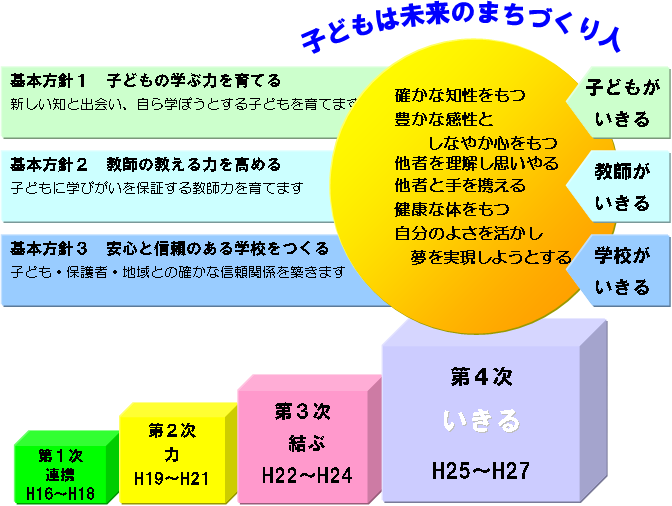 子どもは未来のまちづくり人
基本方針１　子どもの学ぶ力を育てる
新しい知と出会い、自ら学ぼうとする子どもを育てます
基本方針２　教師の教える力を高める
子どもに学びがいを保証する教師力を育てます
基本方針３　安心と信頼のある学校をつくる
子ども・保護者・地域との確かな信頼関係を築きます
確かな知性をもつ
豊かな感性と
しなやか心をもつ
他者を理解し思いやる
他者と手を携える
健康な体をもつ
自分のよさを活かし
夢を実現しようとする
子どもが
いきる
教師が
いきる
学校が
いきる
第１次
連携
H16～H18
第２次
力
H19～H21
第３次
結ぶ
H22～H24
第４次
いきる
H25～H27